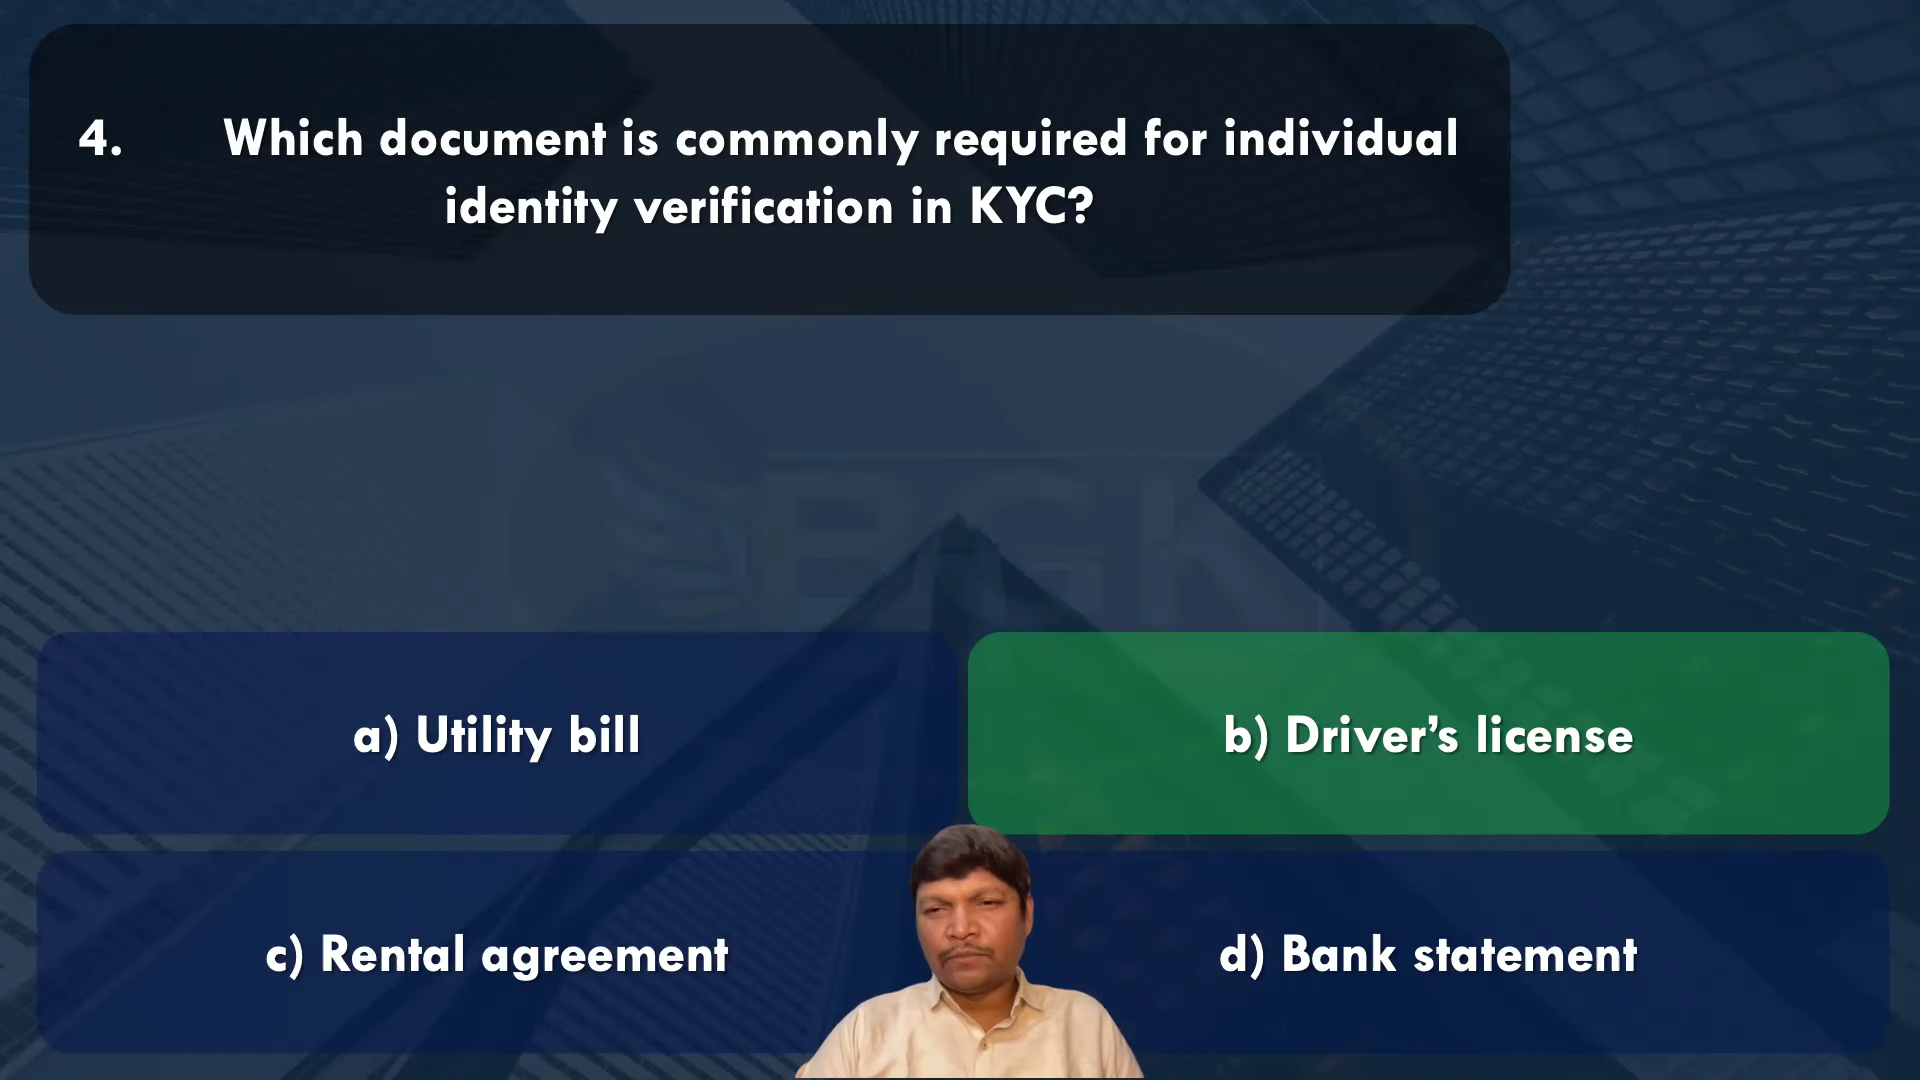 4. Which document is commonly required for individual
identity verification in KYC?
BGK
a) Utility bill
b) Driver’s license
c) Rental agreement
d) Bank statement